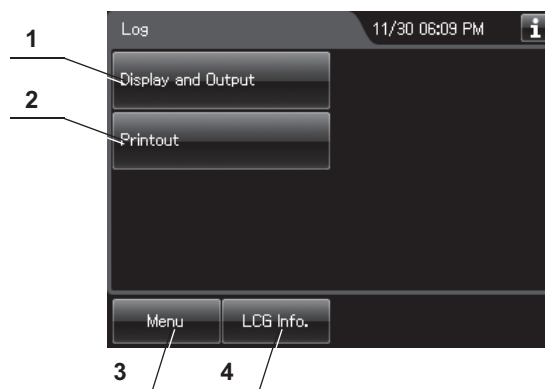 Log 11/30 06:09 PM i
1
Display and Output
2
Printout
Menu LCG Info.
3 4